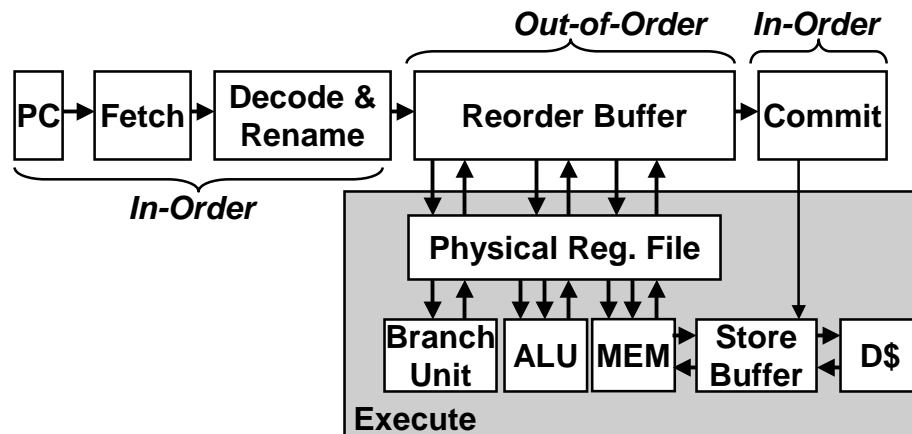 Out-of-Order
In-Order
PC
Fetch
Decode &
Rename
Reorder Buffer
Commit
In-Order
Physical Reg. File
Branch
Unit
ALU
MEM
Store
Buffer
D$
Execute